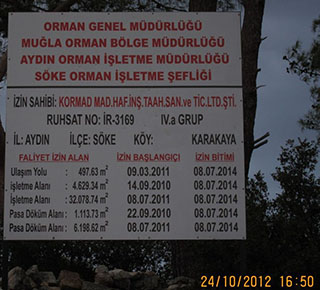 ORMAN GENEL MÜDÜRLÜĞÜ
MUĞLA ORMAN BÖLGE MÜDÜRLÜĞÜ
AYDIN ORMAN İŞLETME MÜDÜRLÜĞÜ
SÖKE ORMAN İŞLETME ŞEFLİĞİ
İZİN SAHİBİ: KORMAD MAD.HAF.İNŞ.TAAH.SAN.ve TİC.LTD.ŞTİ.
RUHSAT NO: İR-3169 IV.a GRUP
İL: AYDIN İLÇE: SÖKE KÖY: KARAKAYA
FALİYET İZİN ALAN İZİN BAŞLANGIÇI İZİN BİTİMİ
Ulaşım Yolu : 497.63 m² 09.03.2011 08.07.2014
İşletme Alanı : 4.629.34 m² 14.09.2010 08.07.2014
İşletme Alanı : 32.078.74 m² 08.07.2011 08.07.2014
Pasa Döküm Alanı : 1.113.73 m² 22.09.2010 08.07.2014
Pasa Döküm Alanı : 6.198.62 m² 08.07.2011 08.07.2014
24/10/2012 16:50